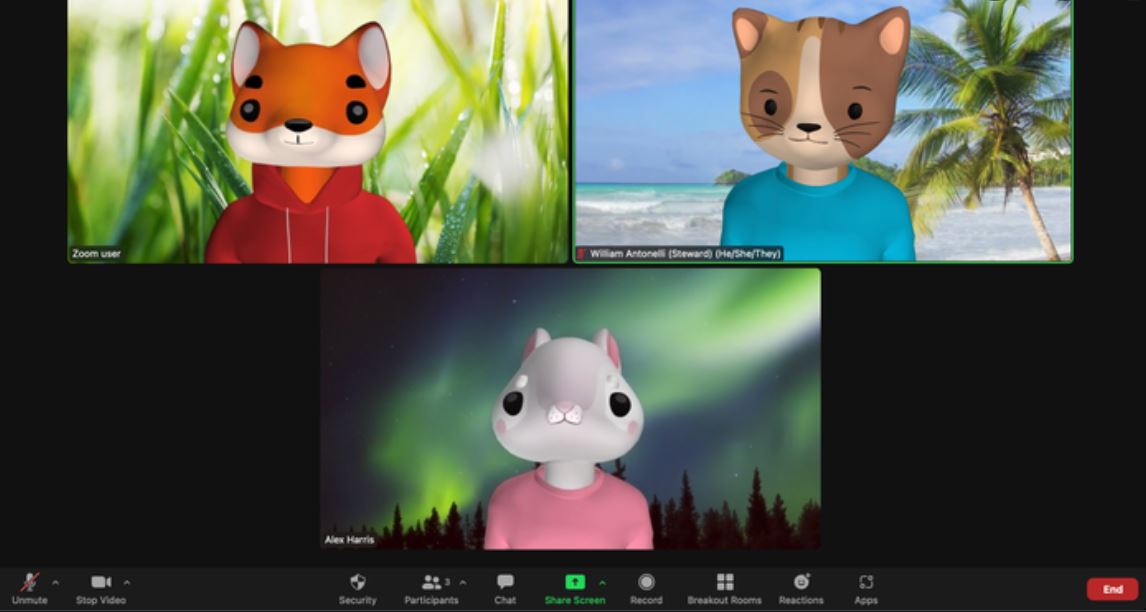 Zoom user
William Antonelli (Steward) (He/She/They)
Alex Harris
Unmute
Stop Video
Security
Participants
3
Chat
Share Screen
Record
Breakout Rooms
Reactions
Apps
End